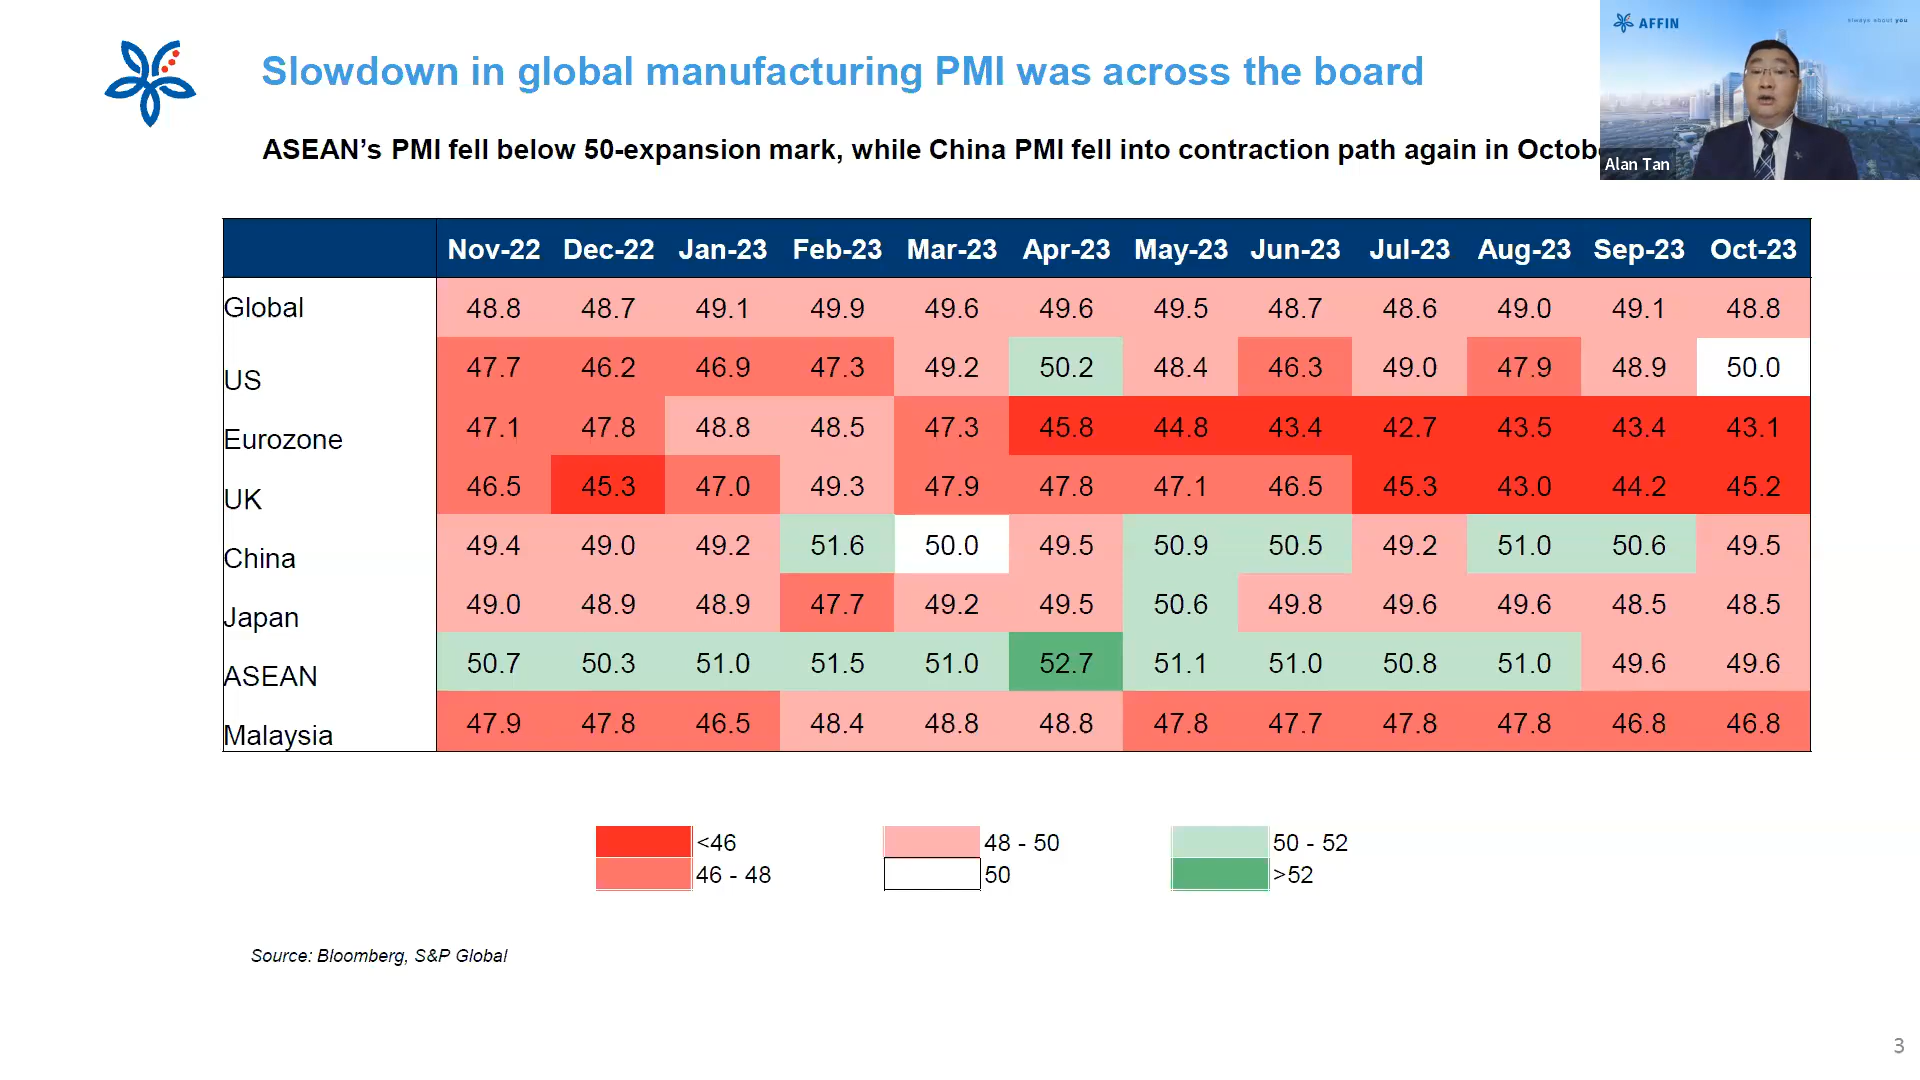 Slowdown in global manufacturing PMI was across the board
AFFIN
always about you
ASEAN's PMI fell below 50-expansion mark, while China PMI fell into contraction path again in Octob
Alan Tan
Nov-22 Dec-22 Jan-23 Feb-23 Mar-23 Apr-23 May-23 Jun-23 Jul-23 Aug-23 Sep-23 Oct-23
Global 48.8 48.7 49.1 49.9 49.6 49.6 49.5 48.7 48.6 49.0 49.1 48.8
US 47.7 46.2 46.9 47.3 49.2 50.2 48.4 46.3 49.0 47.9 48.9 50.0
Eurozone 47.1 47.8 48.8 48.5 47.3 45.8 44.8 43.4 42.7 43.5 43.4 43.1
UK 46.5 45.3 47.0 49.3 47.9 47.8 47.1 46.5 45.3 43.0 44.2 45.2
China 49.4 49.0 49.2 51.6 50.0 49.5 50.9 50.5 49.2 51.0 50.6 49.5
Japan 49.0 48.9 48.9 47.7 49.2 49.5 50.6 49.8 49.6 49.6 48.5 48.5
ASEAN 50.7 50.3 51.0 51.5 51.0 52.7 51.1 51.0 50.8 51.0 49.6 49.6
Malaysia 47.9 47.8 46.5 48.4 48.8 48.8 47.8 47.7 47.8 47.8 46.8 46.8
<46 48 - 50 50 - 52
46 - 48 50 >52
Source: Bloomberg, S&P Global
3